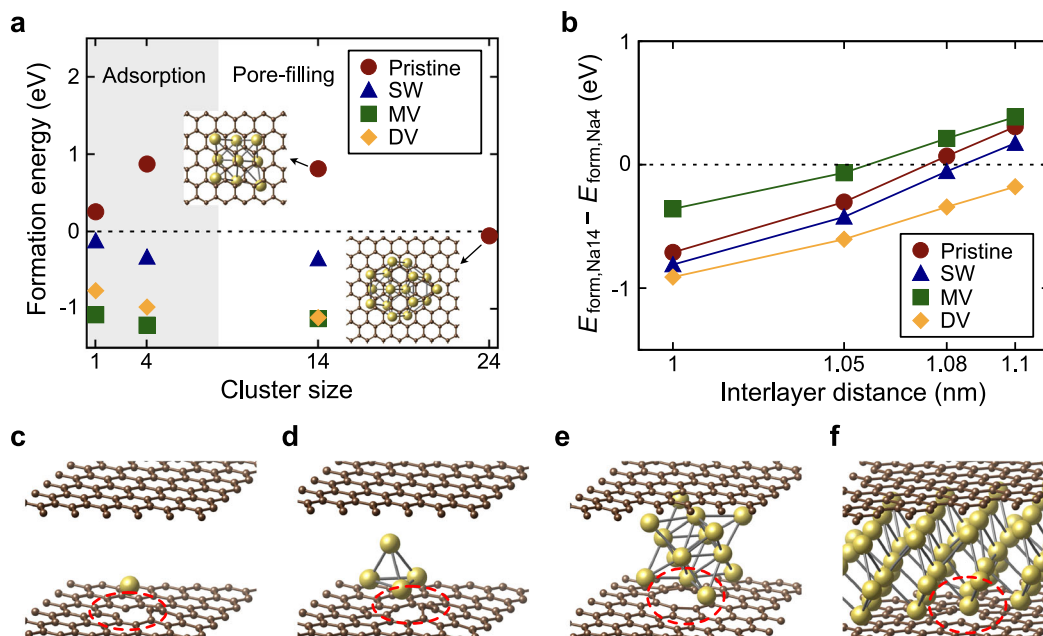 a
Formation energy (eV)
2
1
0
-1
Adsorption
Pore-filling
Pristine
SW
MV
DV
1
4
14
24
Cluster size
b
E_form,Na14 − E_form,Na4 (eV)
1
0
-1
Pristine
SW
MV
DV
1
1.05
1.08
1.1
Interlayer distance (nm)
c
d
e
f